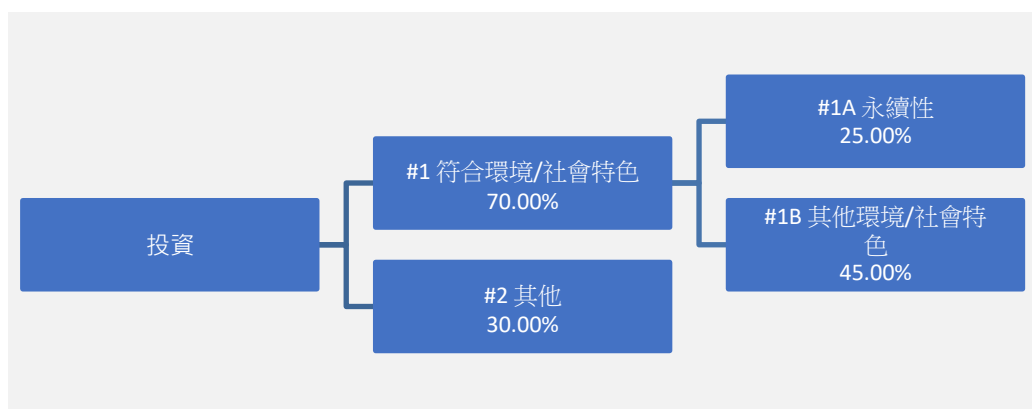 投資
#1 符合環境/社會特色
70.00%
#2 其他
30.00%
#1A 永續性
25.00%
#1B 其他環境/社會特
色
45.00%